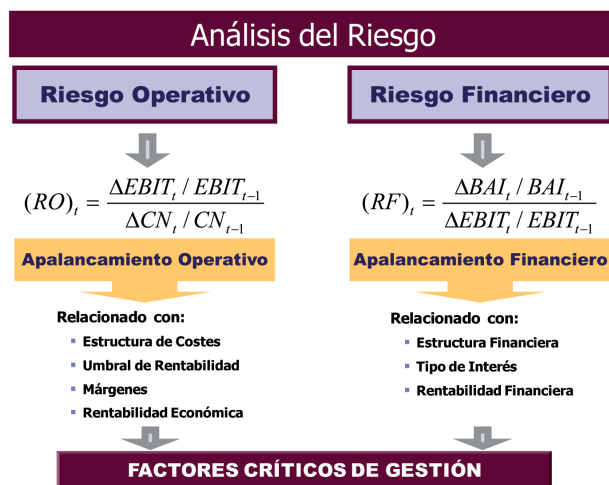 Análisis del Riesgo
Riesgo Operativo
(RO)t = ΔEBITt / EBITt−1
ΔCNt / CNt−1
Apalancamiento Operativo
Relacionado con:
Estructura de Costes
Umbral de Rentabilidad
Márgenes
Rentabilidad Económica
Riesgo Financiero
(RF)t = ΔBAIt / BAIt−1
ΔEBITt / EBITt−1
Apalancamiento Financiero
Relacionado con:
Estructura Financiera
Tipo de Interés
Rentabilidad Financiera
FACTORES CRÍTICOS DE GESTIÓN